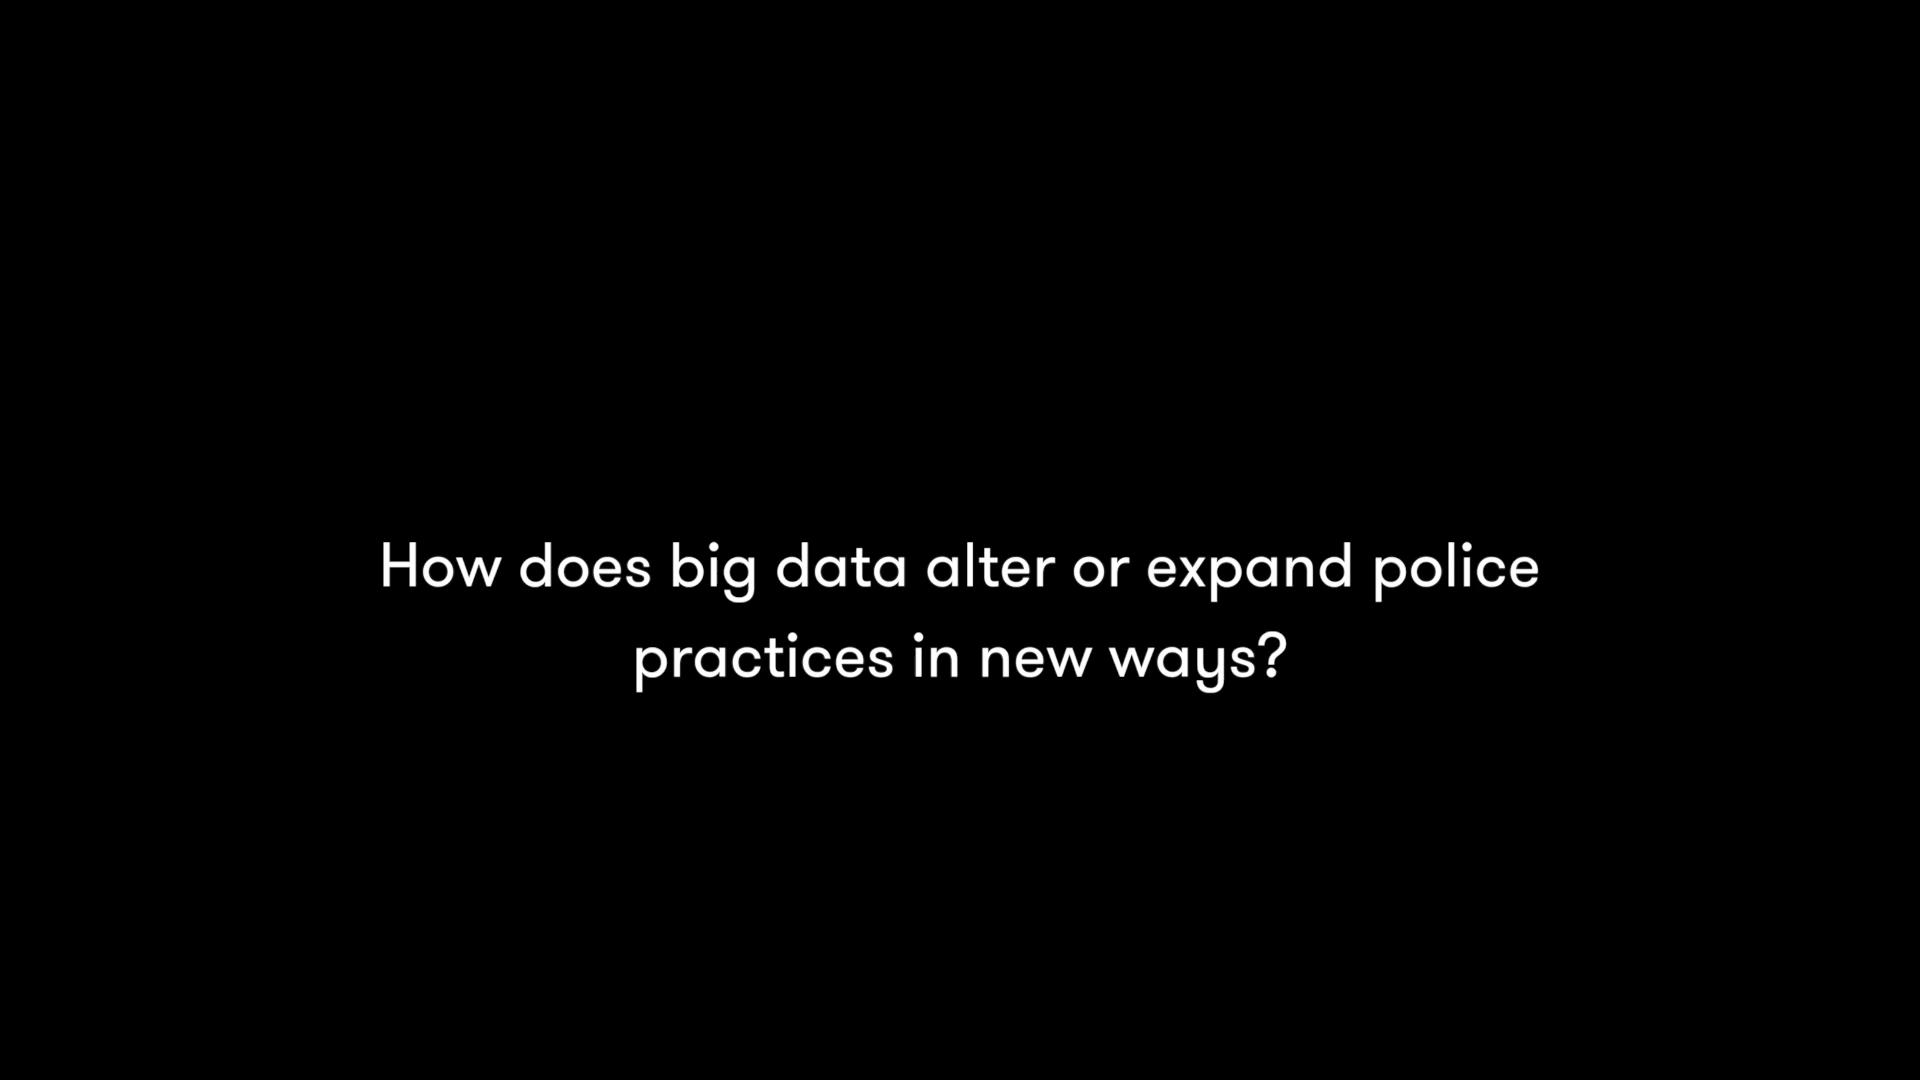 How does big data alter or expand police
practices in new ways?